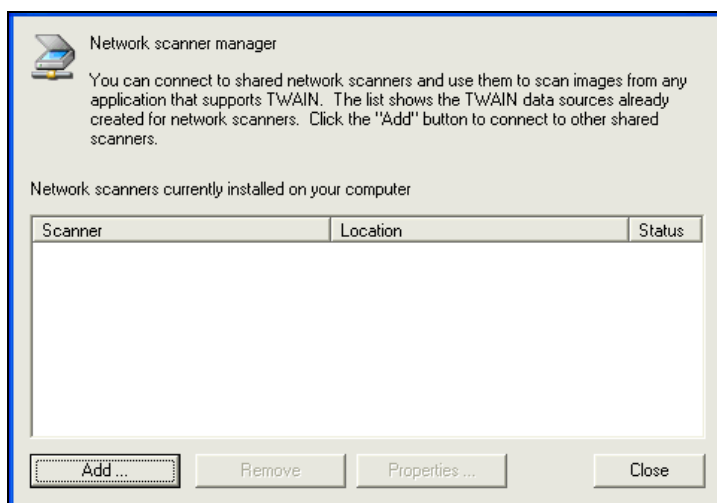 Network scanner manager
You can connect to shared network scanners and use them to scan images from any
application that supports TWAIN.  The list shows the TWAIN data sources already
created for network scanners.  Click the "Add" button to connect to other shared
scanners.
Network scanners currently installed on your computer
Scanner Location Status
Add ... Remove Properties ... Close